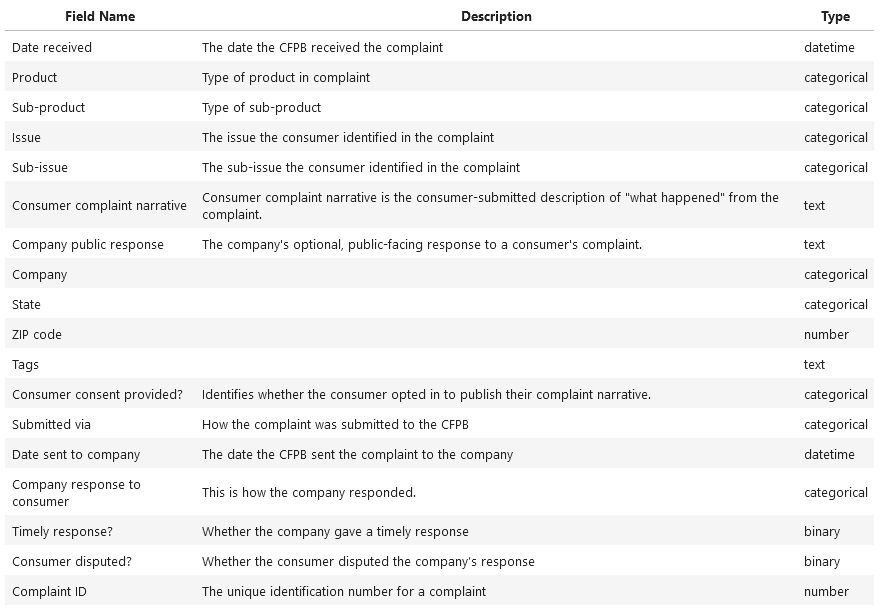 Field Name Description Type
Date received The date the CFPB received the complaint datetime
Product Type of product in complaint categorical
Sub-product Type of sub-product categorical
Issue The issue the consumer identified in the complaint categorical
Sub-issue The sub-issue the consumer identified in the complaint categorical
Consumer complaint narrative Consumer complaint narrative is the consumer-submitted description of "what happened" from the
complaint. text
Company public response The company's optional, public-facing response to a consumer's complaint. text
Company categorical
State categorical
ZIP code number
Tags text
Consumer consent provided? Identifies whether the consumer opted in to publish their complaint narrative. categorical
Submitted via How the complaint was submitted to the CFPB categorical
Date sent to company The date the CFPB sent the complaint to the company datetime
Company response to
consumer This is how the company responded. categorical
Timely response? Whether the company gave a timely response binary
Consumer disputed? Whether the consumer disputed the company's response binary
Complaint ID The unique identification number for a complaint number